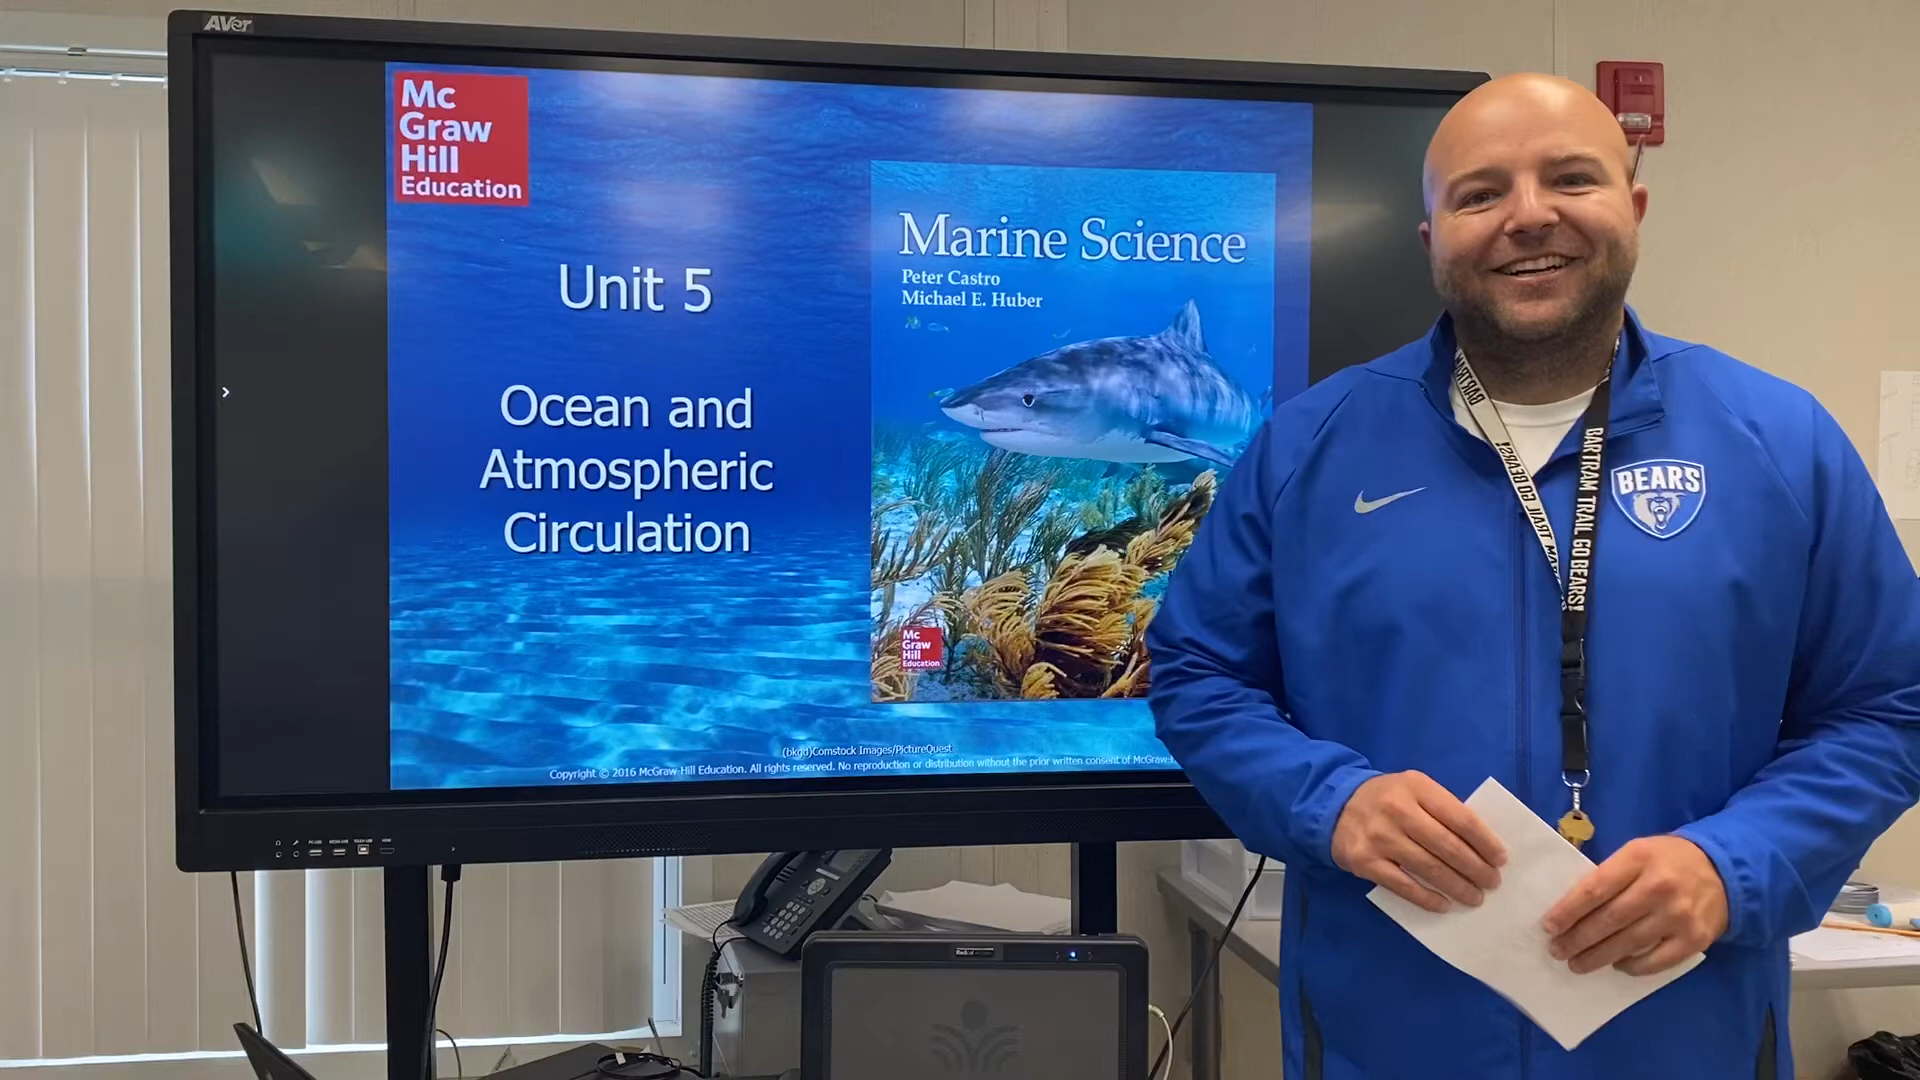 AVer
Mc
Graw
Hill
Education
Unit 5
Ocean and
Atmospheric
Circulation
Marine Science
Peter Castro
Michael E. Huber
Mc
Graw
Hill
Education
(bkgd)Comstock Images/PictureQuest
Copyright © 2016 McGraw-Hill Education. All rights reserved. No reproduction or distribution without the prior written consent of McGraw-
BARTRAM TRAIL GO BEARS!
BEARS